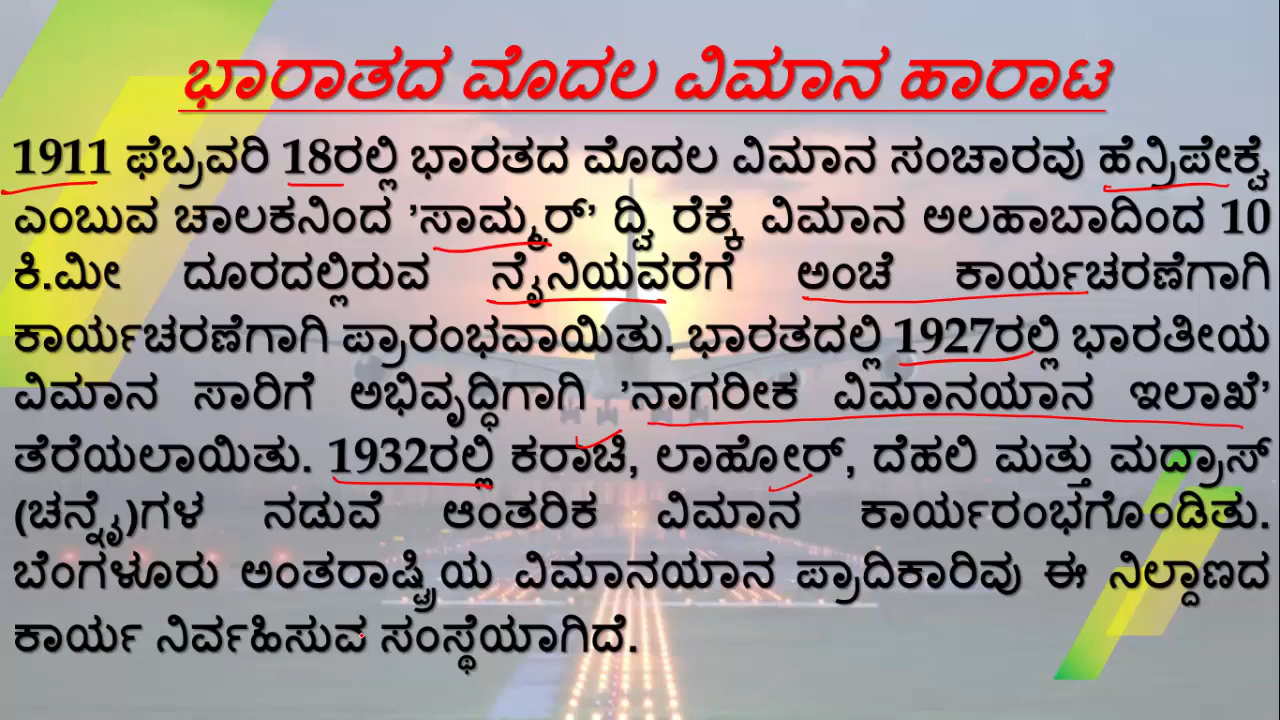 ಭಾರಾತದ ಮೊದಲ ವಿಮಾನ ಹಾರಾಟ
1911 ಫೆಬ್ರವರಿ 18ರಲ್ಲಿ ಭಾರತದ ಮೊದಲ ವಿಮಾನ ಸಂಚಾರವು ಹೆನ್ರಿಪೇಕ್ವೆ
ಎಂಬುವ ಚಾಲಕನಿಂದ 'ಸಾಮ್ಮರ್' ದ್ವಿ ರೆಕ್ಕೆ ವಿಮಾನ ಅಲಹಾಬಾದಿಂದ 10
ಕಿ.ಮೀ ದೂರದಲ್ಲಿರುವ ನೈನಿಯವರೆಗೆ ಅಂಚೆ ಕಾರ್ಯಚರಣೆಗಾಗಿ
ಕಾರ್ಯಚರಣೆಗಾಗಿ ಪ್ರಾರಂಭವಾಯಿತು. ಭಾರತದಲ್ಲಿ 1927ರಲ್ಲಿ ಭಾರತೀಯ
ವಿಮಾನ ಸಾರಿಗೆ ಅಭಿವೃದ್ಧಿಗಾಗಿ 'ನಾಗರೀಕ ವಿಮಾನಯಾನ ಇಲಾಖೆ'
ತೆರೆಯಲಾಯಿತು. 1932ರಲ್ಲಿ ಕರಾಚಿ, ಲಾಹೋರ್, ದೆಹಲಿ ಮತ್ತು ಮದ್ರಾಸ್
(ಚನ್ನೈ)ಗಳ ನಡುವೆ ಆಂತರಿಕ ವಿಮಾನ ಕಾರ್ಯರಂಭಗೊಂಡಿತು.
ಬೆಂಗಳೂರು ಅಂತರಾಷ್ಟ್ರಿಯ ವಿಮಾನಯಾನ ಪ್ರಾದಿಕಾರಿವು ಈ ನಿಲ್ದಾಣದ
ಕಾರ್ಯ ನಿರ್ವಹಿಸುವ ಸಂಸ್ಥೆಯಾಗಿದೆ.